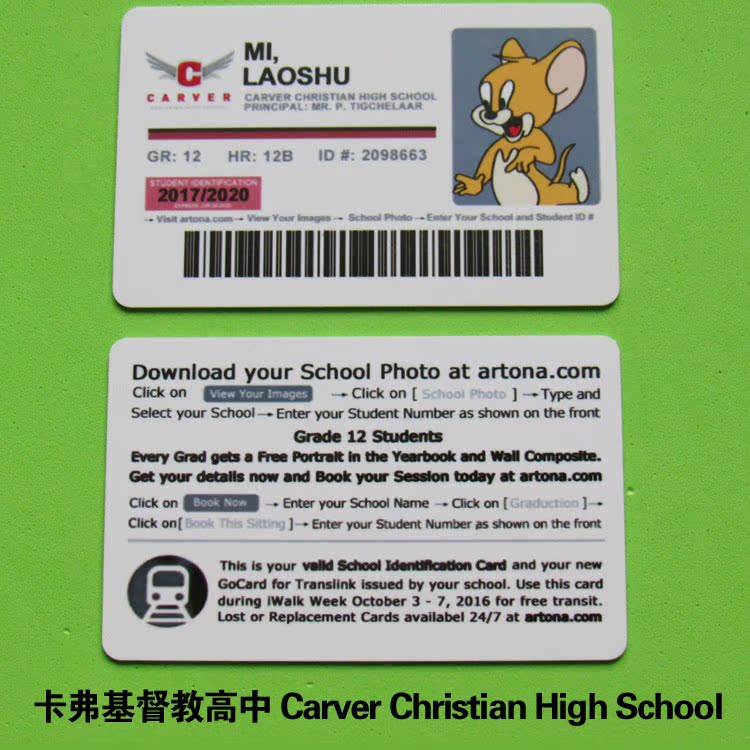 MI,
LAOSHU
C
CARVER
CARVER CHRISTIAN HIGH SCHOOL
PRINCIPAL: MR. P. TIGCHELAAR
GR: 12 HR: 12B ID #: 2098663
STUDENT IDENTIFICATION
2017/2020
→ Visit artona.com → View Your Images → School Photo → Enter Your School and Student ID #
Download your School Photo at artona.com
Click on View Your Images → Click on [ School Photo ] → Type and
Select your School → Enter your Student Number as shown on the front
Grade 12 Students
Every Grad gets a Free Portrait in the Yearbook and Wall Composite.
Get your details now and Book your Session today at artona.com
Click on Book Now → Enter your School Name → Click on [ Graduction ] →
Click on [ Book This Sitting ] → Enter your Student Number as shown on the front
This is your valid School Identification Card and your new
GoCard for Translink issued by your school. Use this card
during iWalk Week October 3 - 7, 2016 for free transit.
Lost or Replacement Cards availabel 24/7 at artona.com
卡弗基督教高中 Carver Christian High School